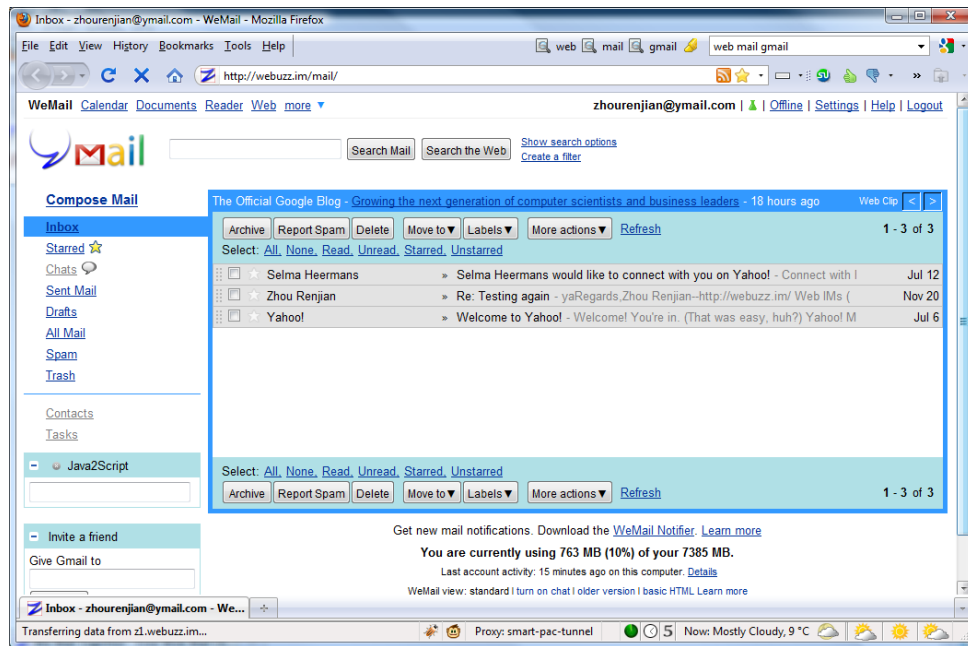 Inbox - zhourenjian@ymail.com - WeMail - Mozilla Firefox
File Edit View History Bookmarks Tools Help web mail gmail web mail gmail
http://webuzz.im/mail/
WeMail Calendar Documents Reader Web more ▼ zhourenjian@ymail.com | Offline | Settings | Help | Logout
Mail Search Mail Search the Web Show search options
Create a filter
Compose Mail
The Official Google Blog - Growing the next generation of computer scientists and business leaders - 18 hours ago Web Clip < >
Inbox
Starred
Chats
Sent Mail
Drafts
All Mail
Spam
Trash
Contacts
Tasks
Archive Report Spam Delete Move to▼ Labels▼ More actions▼ Refresh 1 - 3 of 3
Select: All, None, Read, Unread, Starred, Unstarred
Selma Heermans » Selma Heermans would like to connect with you on Yahoo! - Connect with I Jul 12
Zhou Renjian » Re: Testing again - yaRegards,Zhou Renjian--http://webuzz.im/ Web IMs ( Nov 20
Yahoo! » Welcome to Yahoo! - Welcome! You're in. (That was easy, huh?) Yahoo! M Jul 6
Select: All, None, Read, Unread, Starred, Unstarred
Archive Report Spam Delete Move to▼ Labels▼ More actions▼ Refresh 1 - 3 of 3
− Java2Script
− Invite a friend
Give Gmail to
Get new mail notifications. Download the WeMail Notifier. Learn more
You are currently using 763 MB (10%) of your 7385 MB.
Last account activity: 15 minutes ago on this computer. Details
WeMail view: standard | turn on chat | older version | basic HTML Learn more
Inbox - zhourenjian@ymail.com - We...
Transferring data from z1.webuzz.im... Proxy: smart-pac-tunnel 5 Now: Mostly Cloudy, 9 °C